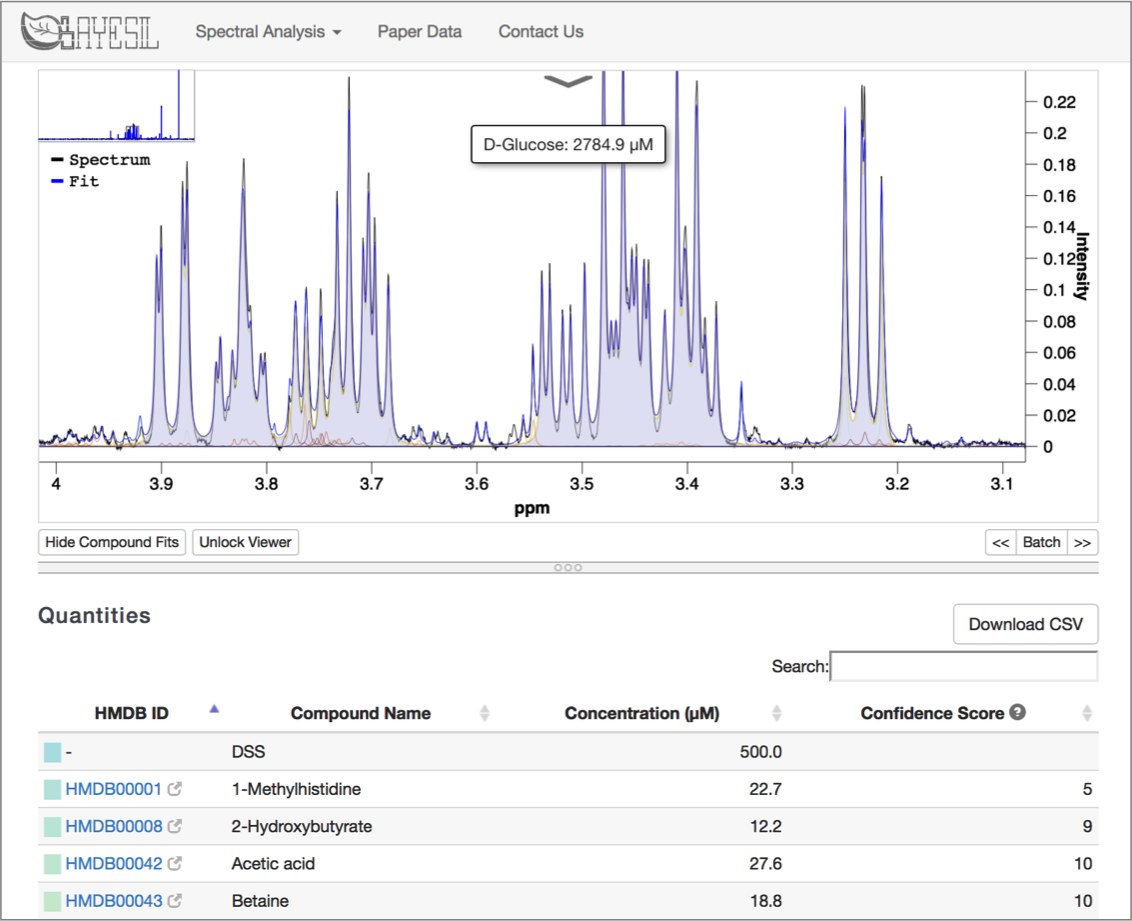 BAYESIL Spectral Analysis Paper Data Contact Us
D-Glucose: 2784.9 µM
Spectrum
Fit
0.22
0.2
0.18
0.16
0.14
0.12
0.1
0.08
0.06
0.04
0.02
0
Intensity
4 3.9 3.8 3.7 3.6 3.5 3.4 3.3 3.2 3.1
ppm
Hide Compound Fits Unlock Viewer << Batch >>
Quantities
Download CSV
Search:
HMDB ID Compound Name Concentration (µM) Confidence Score ?
- DSS 500.0
HMDB00001 1-Methylhistidine 22.7 5
HMDB00008 2-Hydroxybutyrate 12.2 9
HMDB00042 Acetic acid 27.6 10
HMDB00043 Betaine 18.8 10